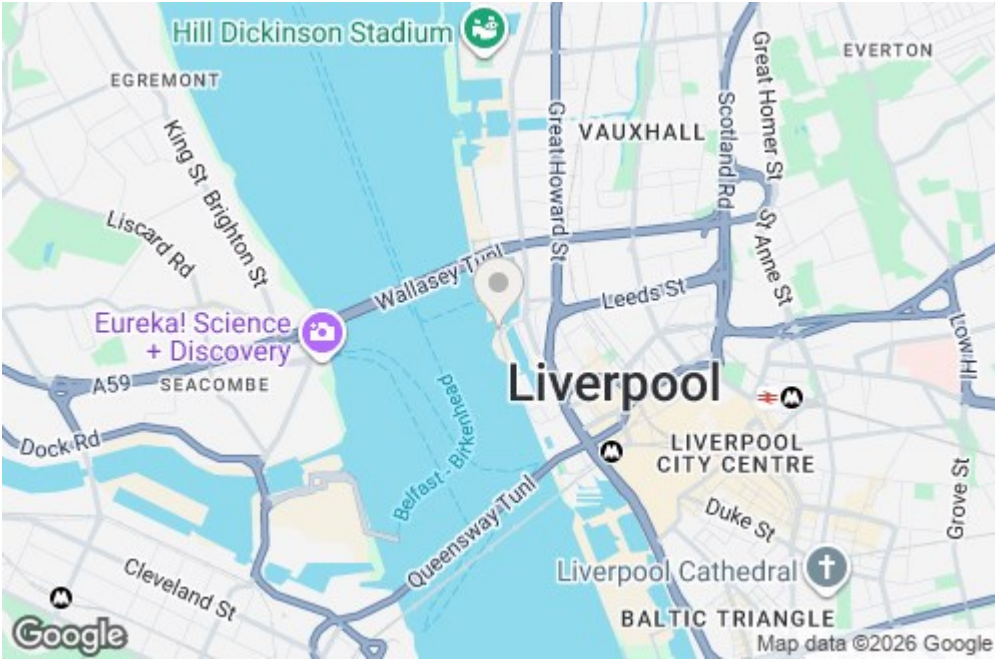 Hill Dickinson Stadium
EVERTON
EGREMONT
Great Homer St
Scotland Rd
VAUXHALL
Great Howard St
King St
Brighton St
Liscard Rd
St Anne St
Wallasey Tunl
Leeds St
Eureka! Science
+ Discovery
Low Hl
A59
SEACOMBE
Liverpool
Dock Rd
Belfast - Birkenhead
LIVERPOOL
CITY CENTRE
Grove St
Queensway Tunl
Duke St
Cleveland St
Liverpool Cathedral
BALTIC TRIANGLE
Google
Map data ©2026 Google